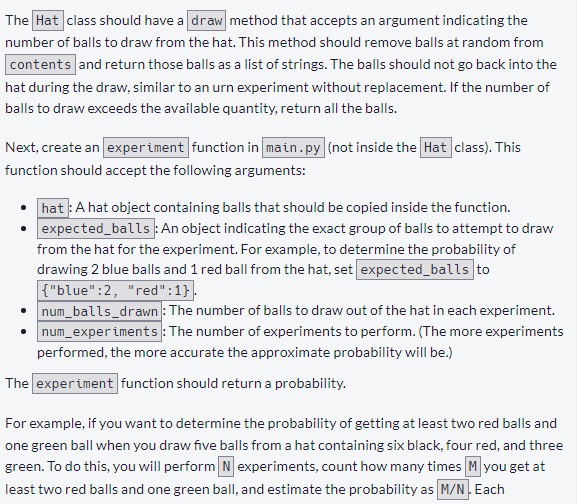 The Hat class should have a draw method that accepts an argument indicating the
number of balls to draw from the hat. This method should remove balls at random from
contents and return those balls as a list of strings. The balls should not go back into the
hat during the draw, similar to an urn experiment without replacement. If the number of
balls to draw exceeds the available quantity, return all the balls.
Next, create an experiment function in main.py (not inside the Hat class). This
function should accept the following arguments:
• hat: A hat object containing balls that should be copied inside the function.
• expected_balls: An object indicating the exact group of balls to attempt to draw
from the hat for the experiment. For example, to determine the probability of
drawing 2 blue balls and 1 red ball from the hat, set expected_balls to
{"blue":2, "red":1}.
• num_balls_drawn: The number of balls to draw out of the hat in each experiment.
• num_experiments: The number of experiments to perform. (The more experiments
performed, the more accurate the approximate probability will be.)
The experiment function should return a probability.
For example, if you want to determine the probability of getting at least two red balls and
one green ball when you draw five balls from a hat containing six black, four red, and three
green. To do this, you will perform N experiments, count how many times M you get at
least two red balls and one green ball, and estimate the probability as M/N. Each